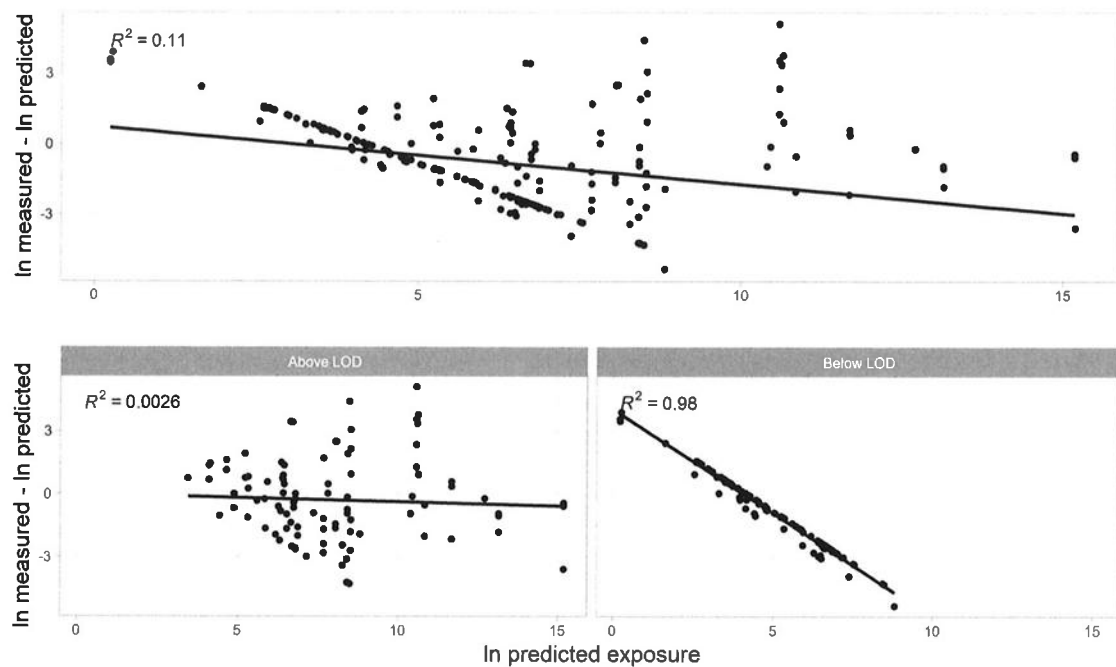 R² = 0.11
ln measured - ln predicted
3
0
-3
0
5
10
15
Above LOD
Below LOD
R² = 0.0026
R² = 0.98
ln measured - ln predicted
3
0
-3
0
5
10
15
0
5
10
15
ln predicted exposure